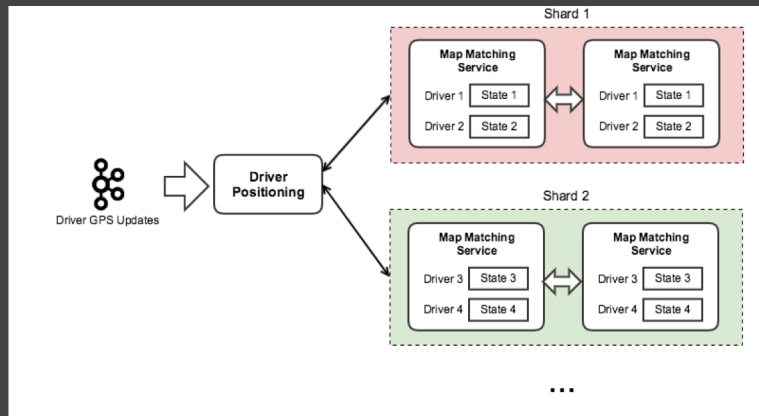 Shard 1
Map Matching
Service
Driver 1 State 1
Driver 2 State 2
Map Matching
Service
Driver 1 State 1
Driver 2 State 2
Driver GPS Updates
Driver
Positioning
Shard 2
Map Matching
Service
Driver 3 State 3
Driver 4 State 4
Map Matching
Service
Driver 3 State 3
Driver 4 State 4
...